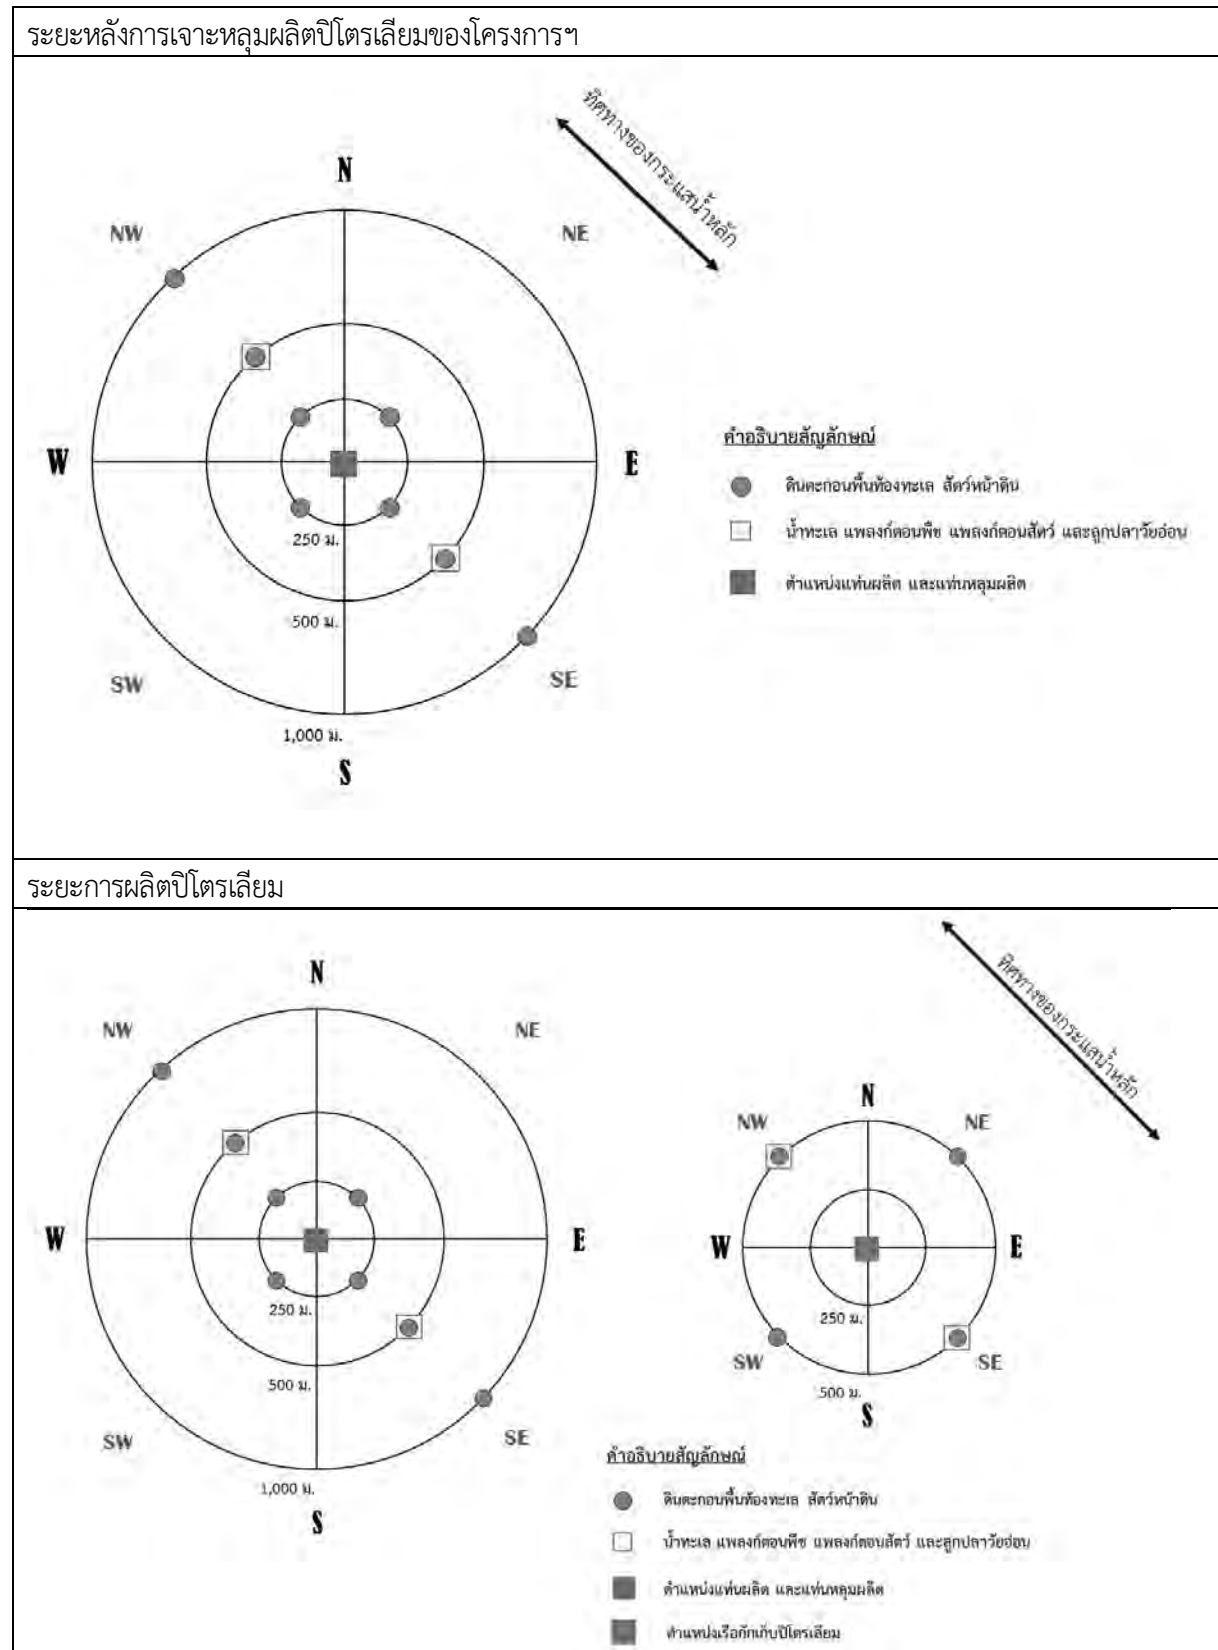 ระยะหลังการเจาะหลุมผลิตปิโตรเลียมของโครงการฯ
ทิศทางของกระแสน้ำหลัก
N
NW
NE
W
E
250 ม.
500 ม.
SW
SE
1,000 ม.
S
คำอธิบายสัญลักษณ์
ดินตะกอนพื้นท้องทะเล สัตว์หน้าดิน
น้ำทะเล แพลงก์ตอนพืช แพลงก์ตอนสัตว์ และลูกปลาวัยอ่อน
ตำแหน่งแท่นผลิต และแท่นหลุมผลิต
ระยะการผลิตปิโตรเลียม
N
NW
NE
W
E
250 ม.
500 ม.
SW
SE
1,000 ม.
S
ทิศทางของกระแสน้ำหลัก
N
NW
NE
W
E
250 ม.
SW
SE
500 ม.
S
คำอธิบายสัญลักษณ์
ดินตะกอนพื้นท้องทะเล สัตว์หน้าดิน
น้ำทะเล แพลงก์ตอนพืช แพลงก์ตอนสัตว์ และลูกปลาวัยอ่อน
ตำแหน่งแท่นผลิต และแท่นหลุมผลิต
ตำแหน่งเรือกักเก็บปิโตรเลียม